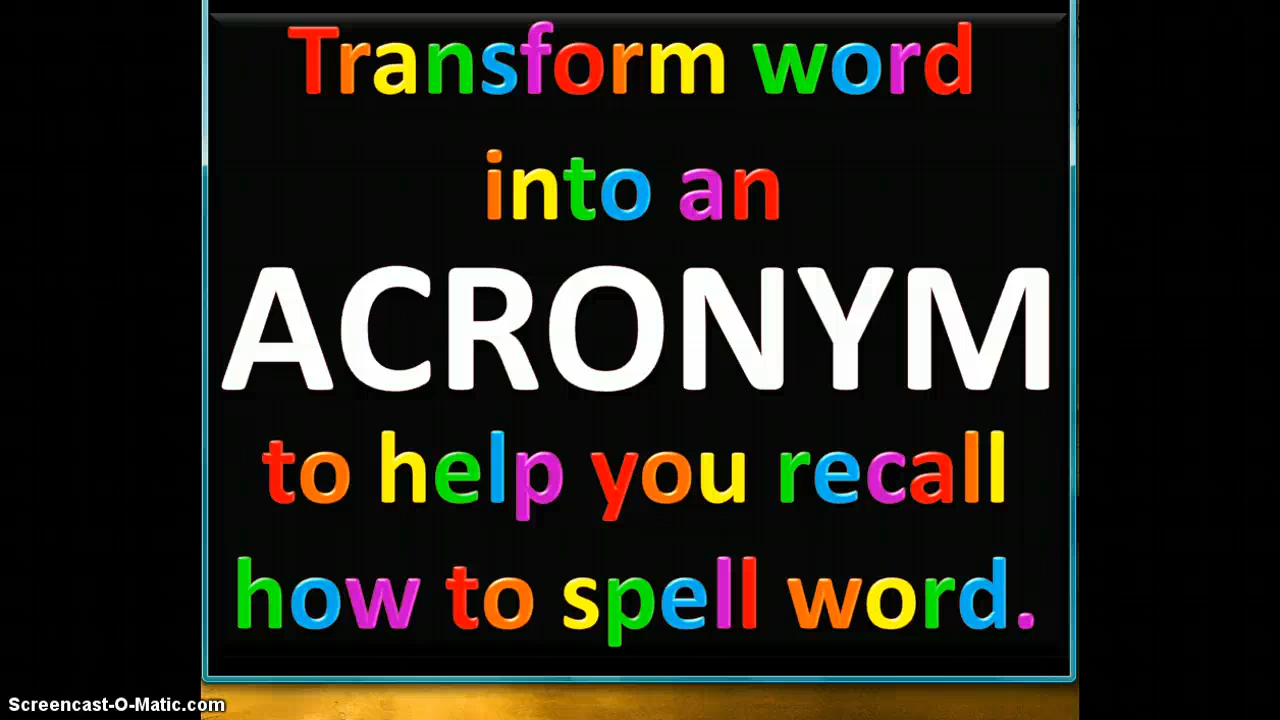 Transform word
into an
ACRONYM
to help you recall
how to spell word.
Screencast-O-Matic.com